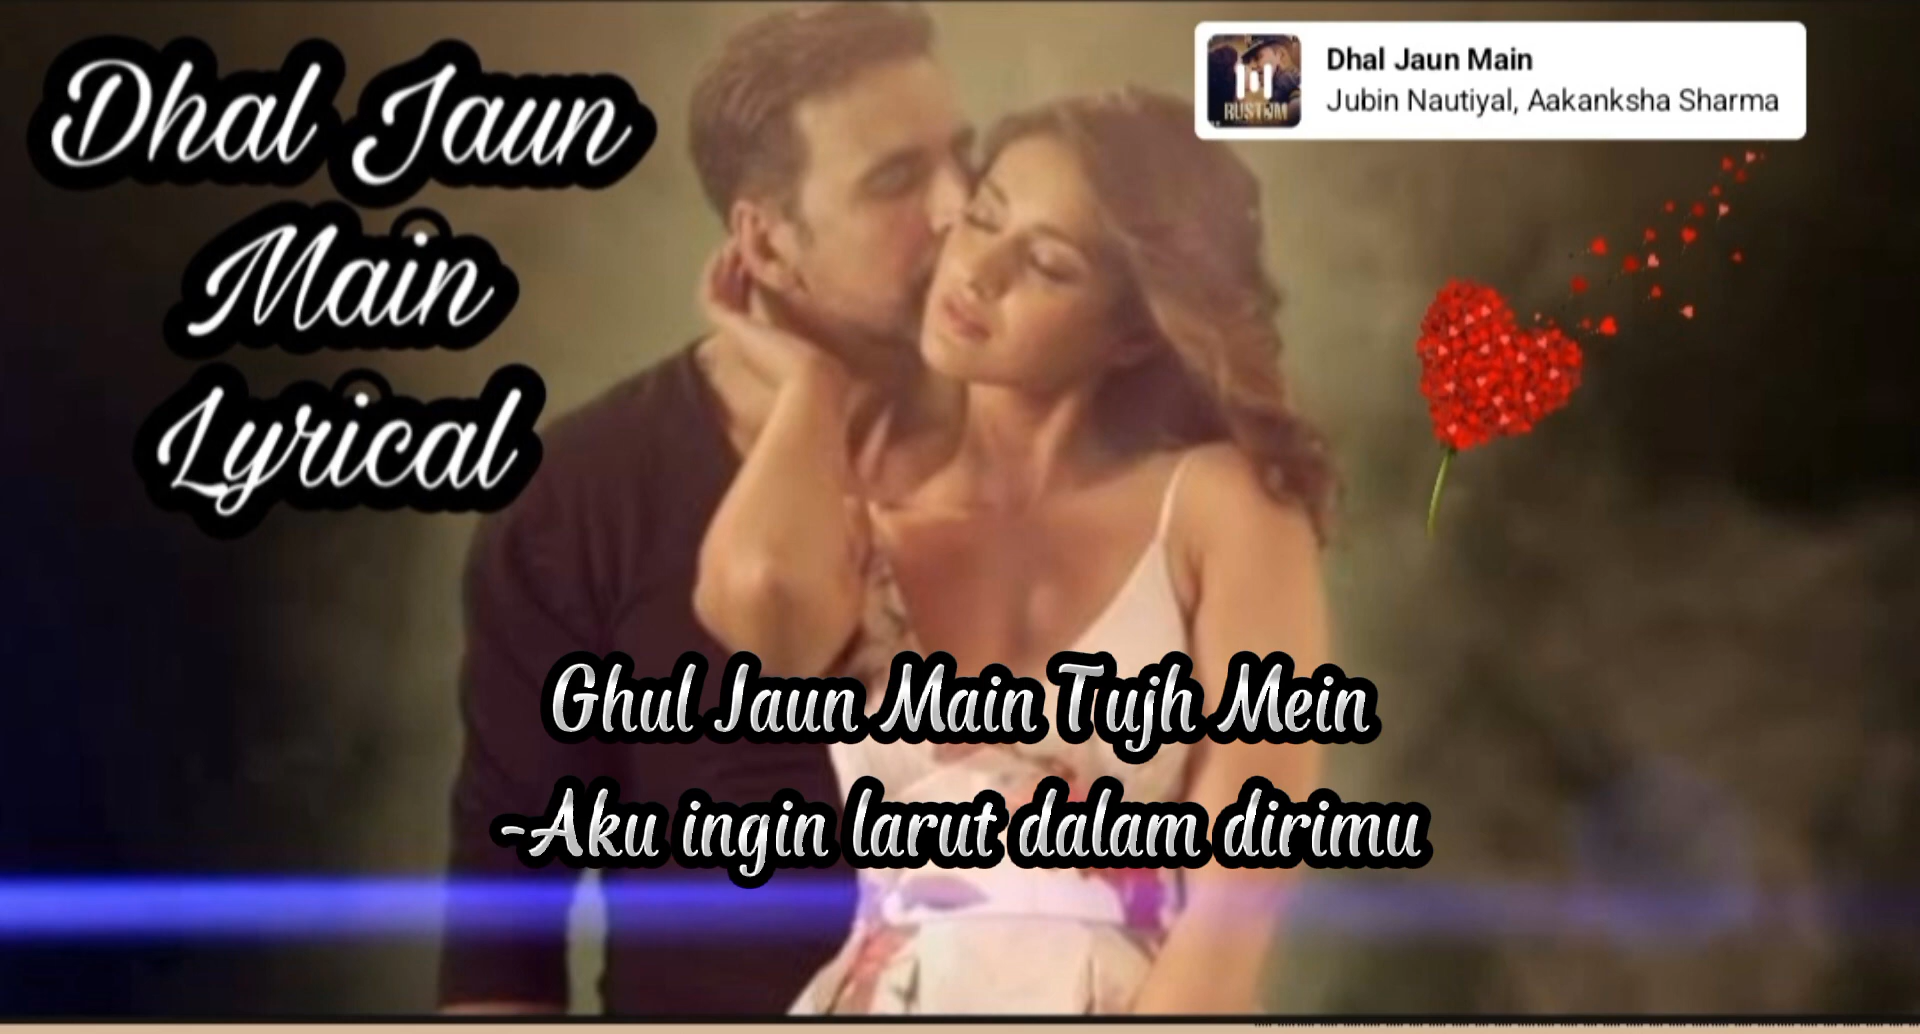 Dhal Jaun
Main
Lyrical
Dhal Jaun Main
Jubin Nautiyal, Aakanksha Sharma
RUSTOM
Ghul Jaun Main Tujh Mein
-Aku ingin larut dalam dirimu